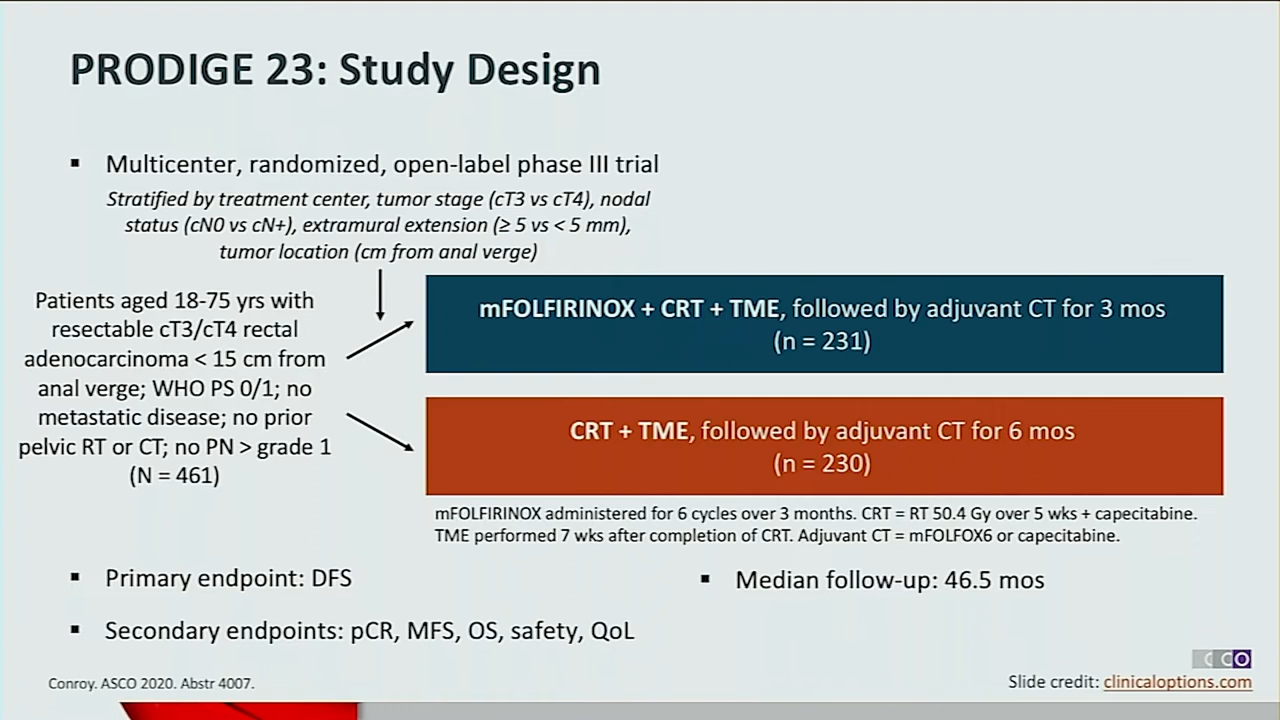 PRODIGE 23: Study Design
▪ Multicenter, randomized, open-label phase III trial
Stratified by treatment center, tumor stage (cT3 vs cT4), nodal
status (cN0 vs cN+), extramural extension (≥ 5 vs < 5 mm),
tumor location (cm from anal verge)
Patients aged 18-75 yrs with
resectable cT3/cT4 rectal
adenocarcinoma < 15 cm from
anal verge; WHO PS 0/1; no
metastatic disease; no prior
pelvic RT or CT; no PN > grade 1
(N = 461)
mFOLFIRINOX + CRT + TME, followed by adjuvant CT for 3 mos
(n = 231)
CRT + TME, followed by adjuvant CT for 6 mos
(n = 230)
mFOLFIRINOX administered for 6 cycles over 3 months. CRT = RT 50.4 Gy over 5 wks + capecitabine.
TME performed 7 wks after completion of CRT. Adjuvant CT = mFOLFOX6 or capecitabine.
▪ Primary endpoint: DFS
▪ Secondary endpoints: pCR, MFS, OS, safety, QoL
▪ Median follow-up: 46.5 mos
CCO
Conroy. ASCO 2020. Abstr 4007.
Slide credit: clinicaloptions.com